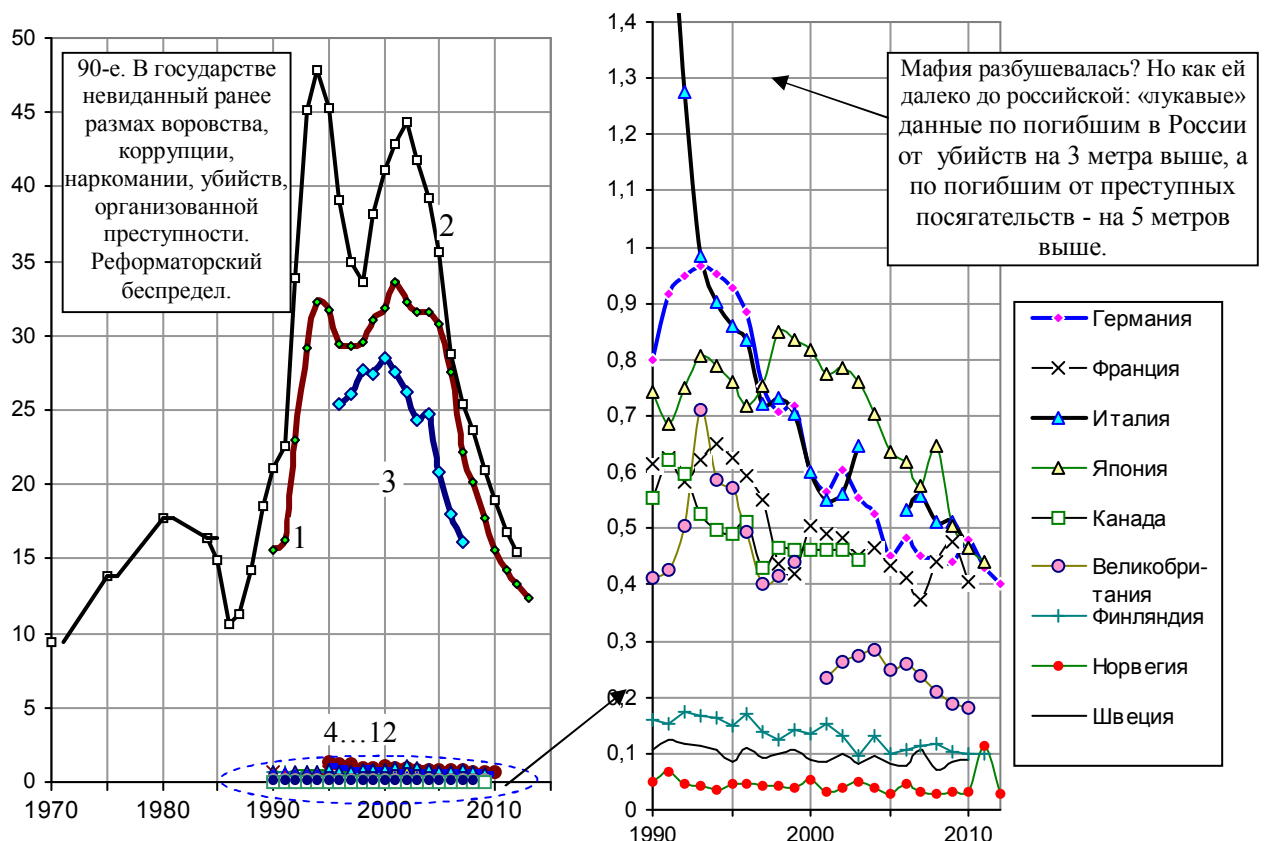 50
45
40
35
30
25
20
15
10
5
0
1970
1980
1990
2000
2010
90-е. В государстве
невиданный ранее
размах воровства,
коррупции,
наркомании, убийств,
организованной
преступности.
Реформаторский
беспредел.
2
1
3
4…12
1,4
1,3
1,2
1,1
1
0,9
0,8
0,7
0,6
0,5
0,4
0,3
0,2
0,1
0
1990
2000
2010
Мафия разбушевалась? Но как ей
далеко до российской: «лукавые»
данные по погибшим в России
от убийств на 3 метра выше, а
по погибшим от преступных
посягательств - на 5 метров
выше.
Германия
Франция
Италия
Япония
Канада
Великобри-
тания
Финляндия
Норвегия
Швеция